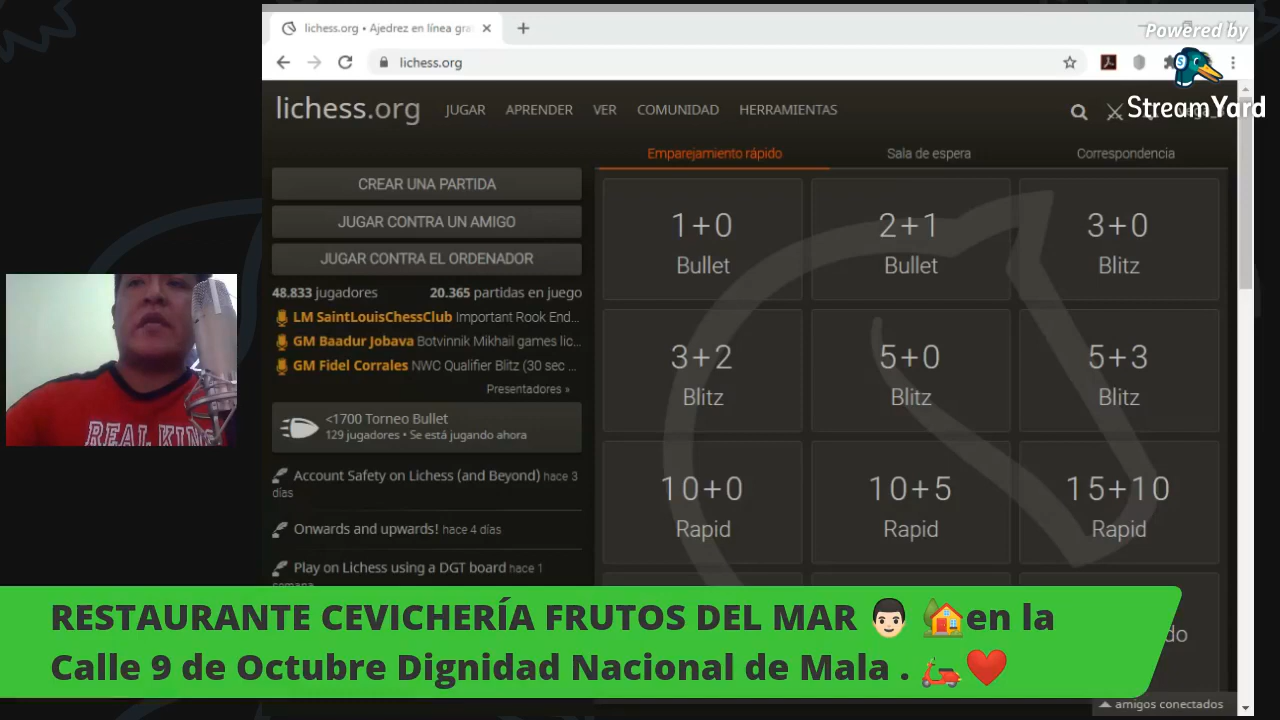 lichess.org • Ajedrez en línea gra
Powered by
lichess.org
StreamYard
lichess.org
JUGAR
APRENDER
VER
COMUNIDAD
HERRAMIENTAS
Emparejamiento rápido
Sala de espera
Correspondencia
CREAR UNA PARTIDA
JUGAR CONTRA UN AMIGO
JUGAR CONTRA EL ORDENADOR
48.833 jugadores
20.365 partidas en juego
LM SaintLouisChessClub Important Rook End...
GM Baadur Jobava Botvinnik Mikhail games lic...
GM Fidel Corrales NWC Qualifier Blitz (30 sec ...
Presentadores »
<1700 Torneo Bullet
129 jugadores • Se está jugando ahora
Account Safety on Lichess (and Beyond) hace 3
días
Onwards and upwards! hace 4 días
Play on Lichess using a DGT board hace 1
semana
1+0
Bullet
2+1
Bullet
3+0
Blitz
3+2
Blitz
5+0
Blitz
5+3
Blitz
10+0
Rapid
10+5
Rapid
15+10
Rapid
REAL KING
RESTAURANTE CEVICHERÍA FRUTOS DEL MAR 👨🏻 🏡en la
Calle 9 de Octubre Dignidad Nacional de Mala . 🛵❤️
amigos conectados